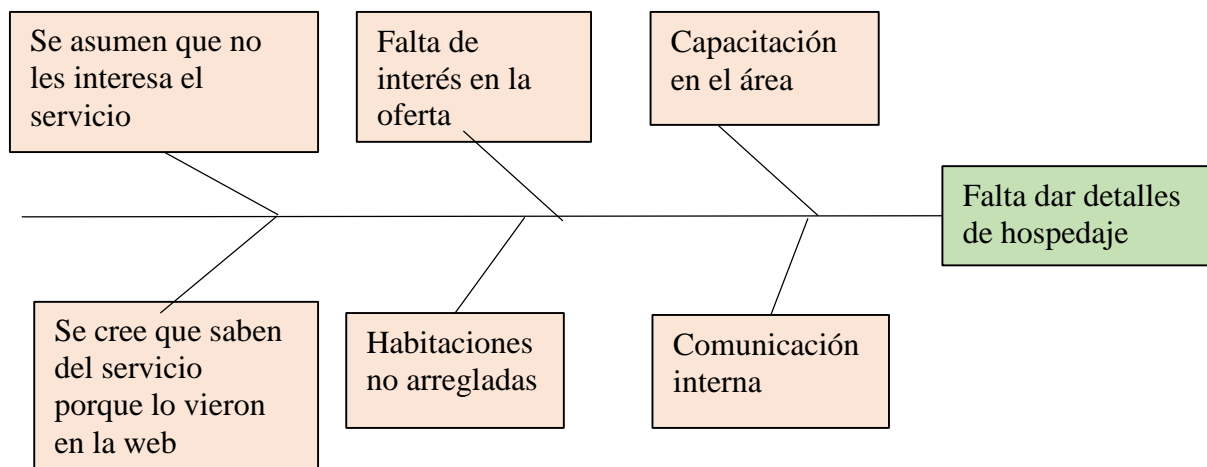 Se asumen que no
les interesa el
servicio
Falta de
interés en la
oferta
Capacitación
en el área
Falta dar detalles
de hospedaje
Se cree que saben
del servicio
porque lo vieron
en la web
Habitaciones
no arregladas
Comunicación
interna